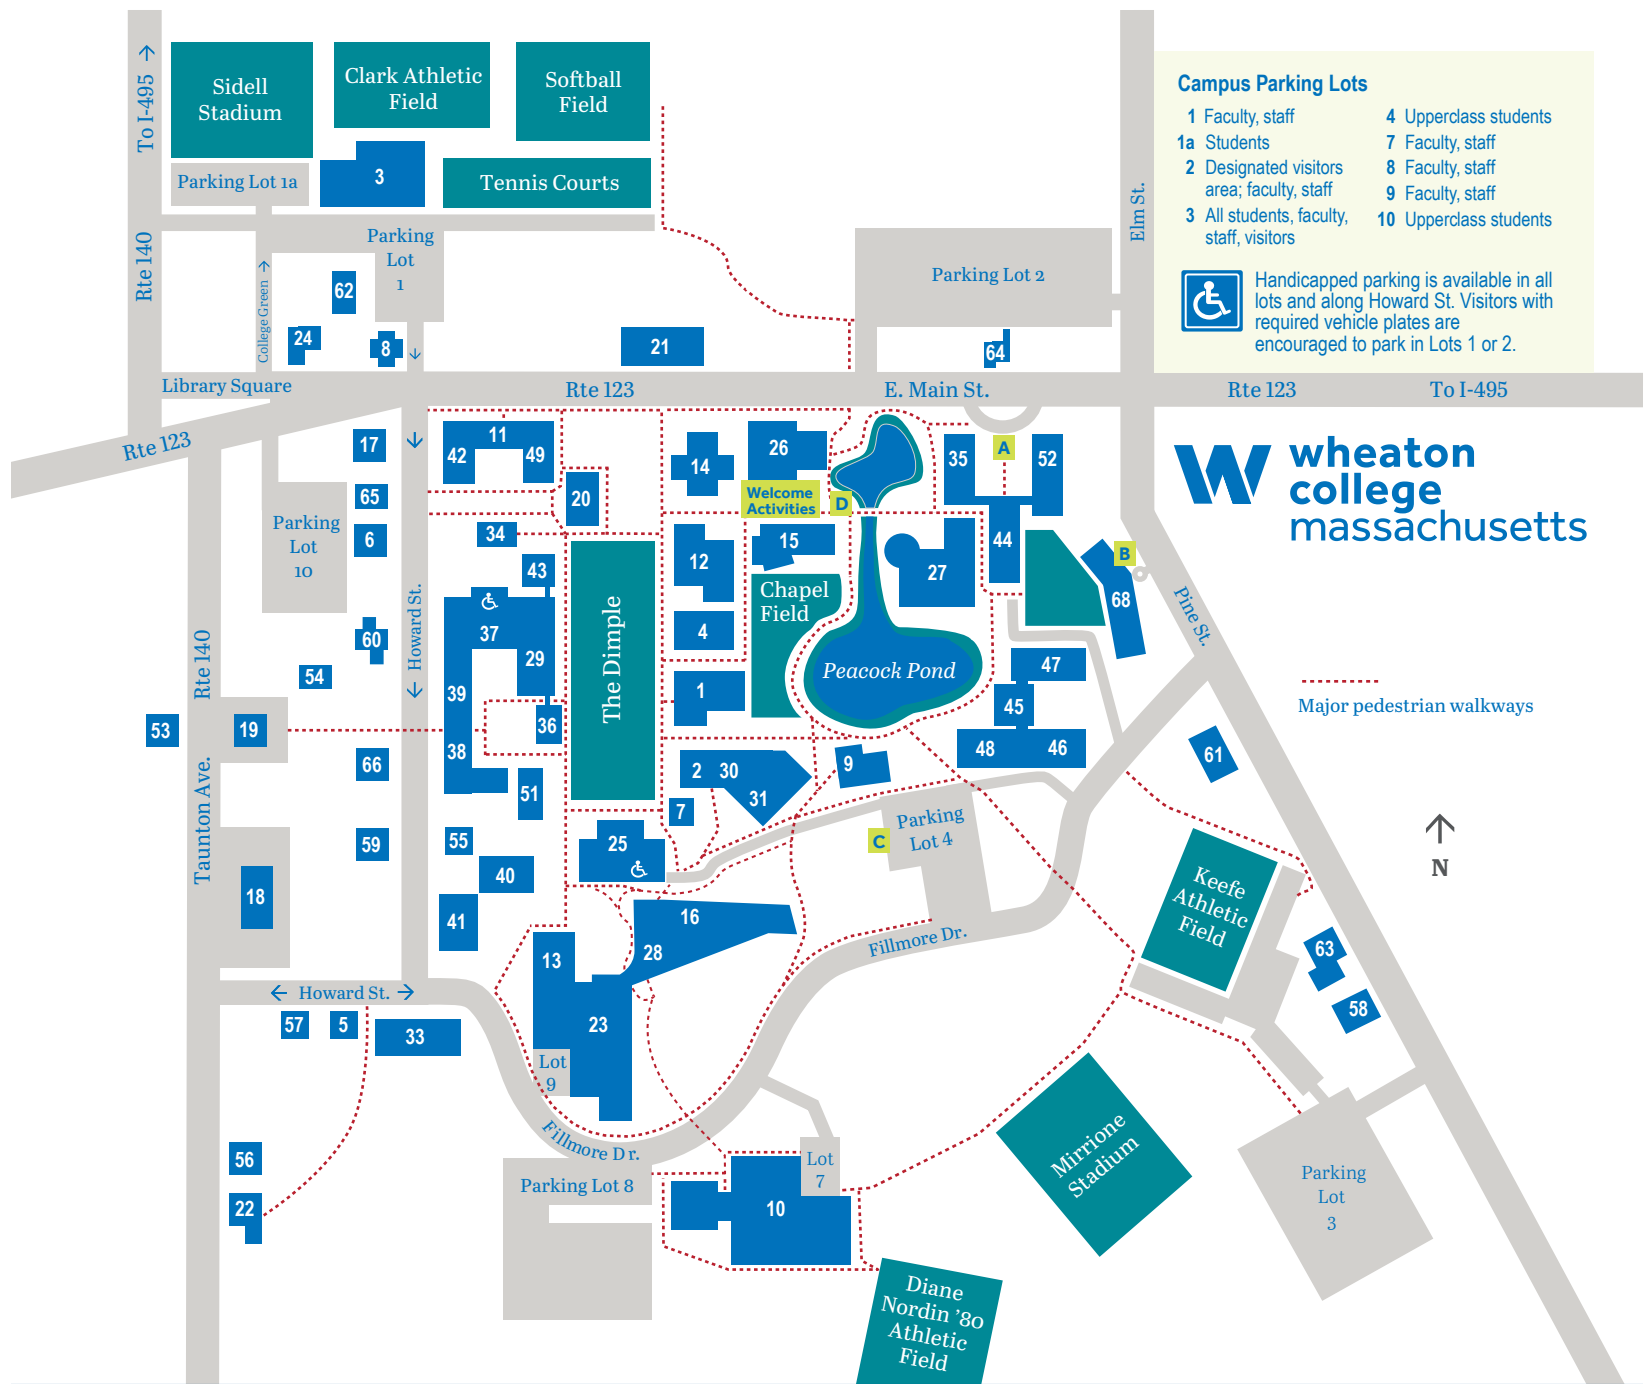 To I-495
Sidell
Stadium
Clark Athletic
Field
Softball
Field
Parking Lot 1a
3
Tennis Courts
Rte 140
Parking
Lot
1
College Green
62
24
8
21
Parking Lot 2
64
Elm St.
Campus Parking Lots
1 Faculty, staff
1a Students
2 Designated visitors
area; faculty, staff
3 All students, faculty,
staff, visitors
4 Upperclass students
7 Faculty, staff
8 Faculty, staff
9 Faculty, staff
10 Upperclass students
Handicapped parking is available in all
lots and along Howard St. Visitors with
required vehicle plates are
encouraged to park in Lots 1 or 2.
Library Square
Rte 123
E. Main St.
Rte 123
To I-495
Rte 123
17
65
6
Parking
Lot
10
11
42
49
20
34
43
14
26
Welcome
Activities
D
35
A
52
44
wheaton
college
massachusetts
12
15
27
B
68
Pine St.
Howard St.
37
29
39
38
36
The Dimple
4
1
Chapel
Field
Peacock Pond
47
45
48
46
61
Major pedestrian walkways
N
60
54
Rte 140
53
19
66
59
Taunton Ave.
18
51
55
40
41
2
30
31
7
9
25
C
Parking
Lot 4
Keefe
Athletic
Field
16
28
13
23
Fillmore Dr.
63
58
Howard St.
57
5
33
Lot
9
Fillmore Dr.
Parking Lot 8
Lot
7
10
56
22
Mirrione
Stadium
Parking
Lot
3
Diane
Nordin ’80
Athletic
Field